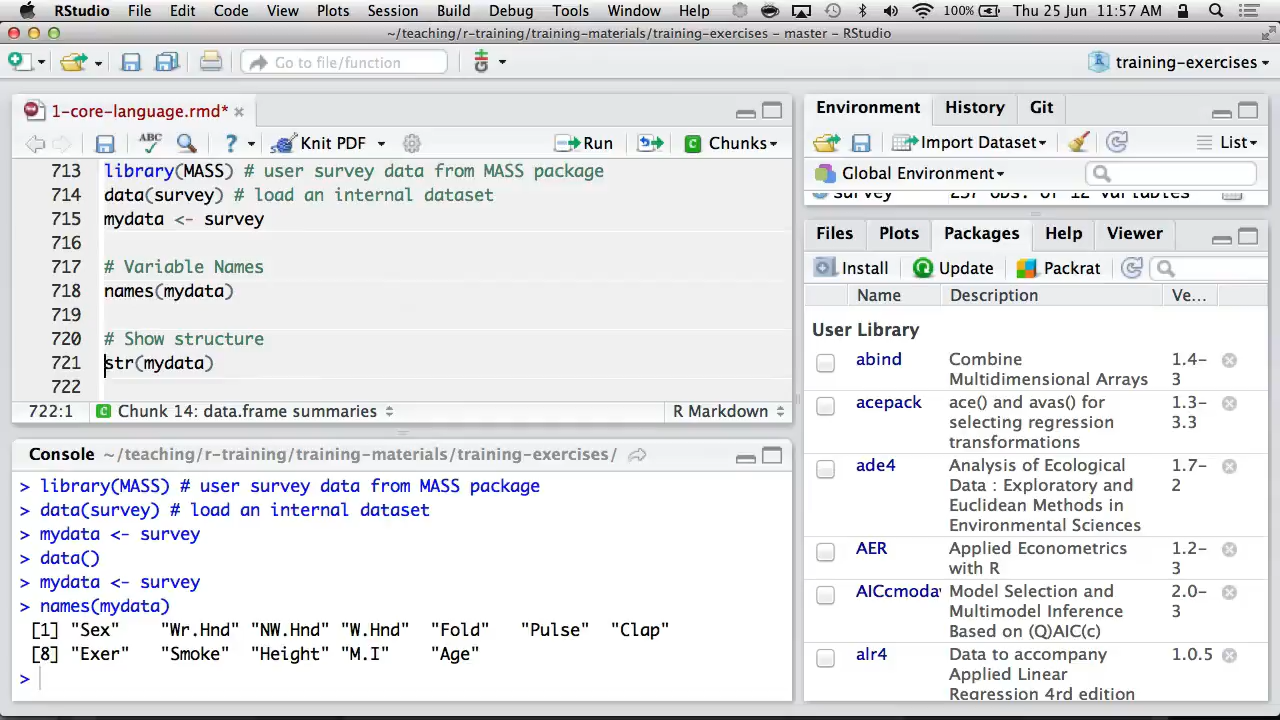 RStudio File Edit Code View Plots Session Build Debug Tools Window Help 100% Thu 25 Jun 11:57 AM
~/teaching/r-training/training-materials/training-exercises - master - RStudio
Go to file/function
training-exercises
1-core-language.rmd*
ABC
Knit PDF
Run
Chunks
713 library(MASS) # user survey data from MASS package
714 data(survey) # load an internal dataset
715 mydata <- survey
716
717 # Variable Names
718 names(mydata)
719
720 # Show structure
721 str(mydata)
722
722:1 Chunk 14: data.frame summaries R Markdown
Console ~/teaching/r-training/training-materials/training-exercises/
> library(MASS) # user survey data from MASS package
> data(survey) # load an internal dataset
> mydata <- survey
> data()
> mydata <- survey
> names(mydata)
[1] "Sex" "Wr.Hnd" "NW.Hnd" "W.Hnd" "Fold" "Pulse" "Clap"
[8] "Exer" "Smoke" "Height" "M.I" "Age"
>
Environment History Git
Import Dataset List
Global Environment
survey 237 obs. of 12 variables
Files Plots Packages Help Viewer
Install Update Packrat
Name Description Ve...
User Library
abind Combine 1.4-
Multidimensional Arrays 3
acepack ace() and avas() for 1.3-
selecting regression 3.3
transformations
ade4 Analysis of Ecological 1.7-
Data : Exploratory and 2
Euclidean Methods in
Environmental Sciences
AER Applied Econometrics 1.2-
with R 3
AICcmodav Model Selection and 2.0-
Multimodel Inference 3
Based on (Q)AIC(c)
alr4 Data to accompany 1.0.5
Applied Linear
Regression 4rd edition